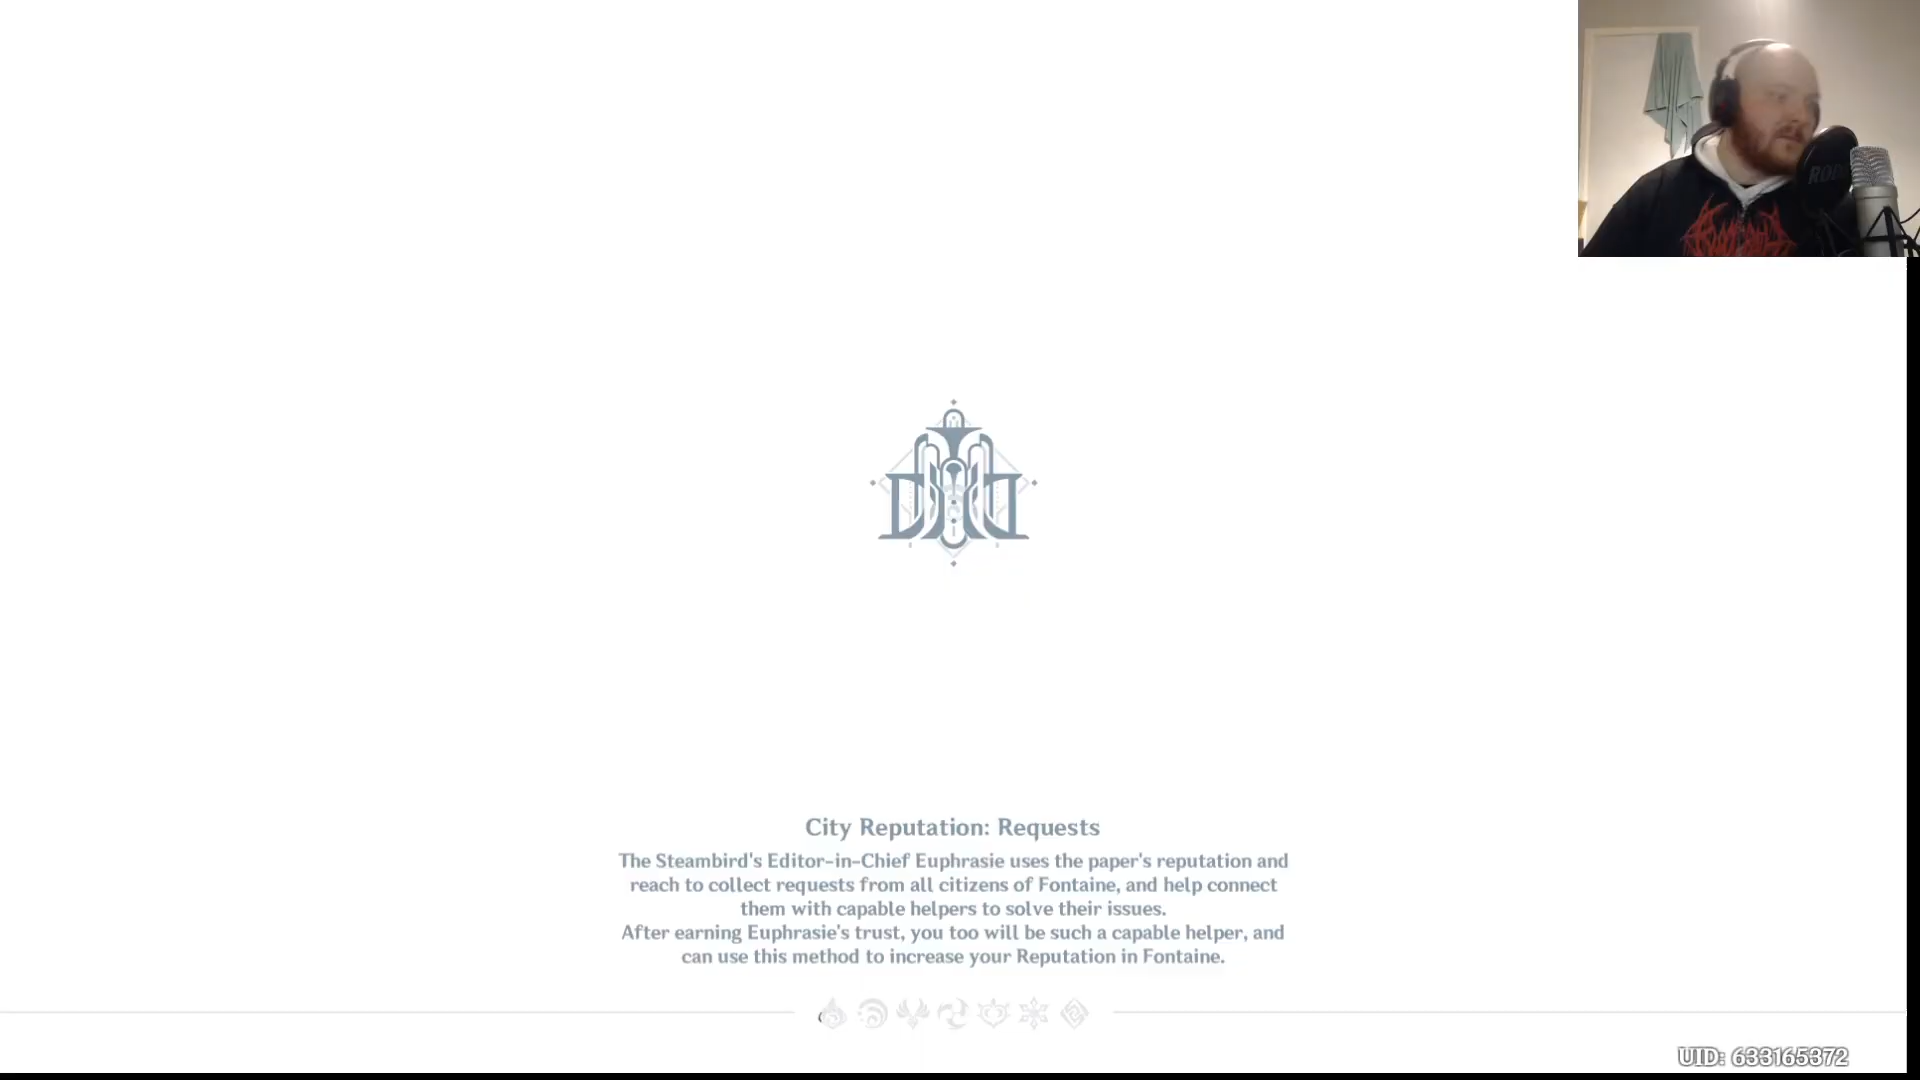 RODE
City Reputation: Requests
The Steambird's Editor-in-Chief Euphrasie uses the paper's reputation and
reach to collect requests from all citizens of Fontaine, and help connect
them with capable helpers to solve their issues.
After earning Euphrasie's trust, you too will be such a capable helper, and
can use this method to increase your Reputation in Fontaine.
UID: 633165372